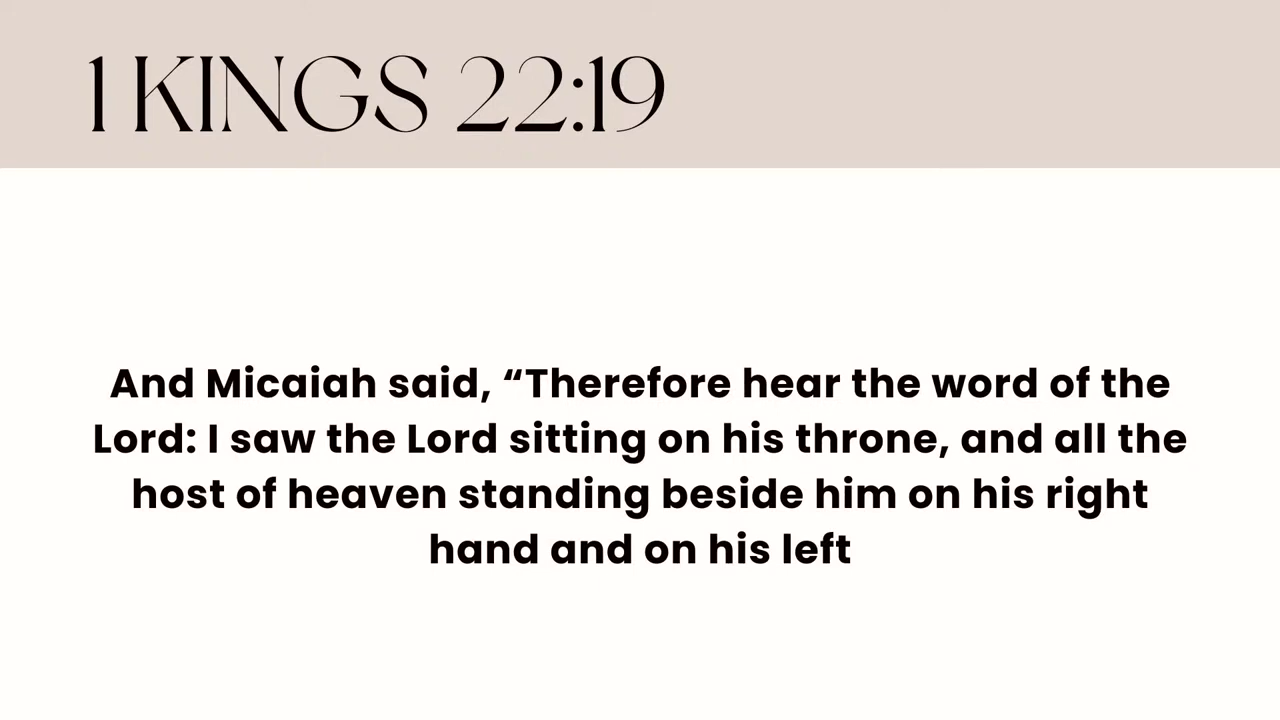 1 KINGS 22:19
And Micaiah said, “Therefore hear the word of the
Lord: I saw the Lord sitting on his throne, and all the
host of heaven standing beside him on his right
hand and on his left